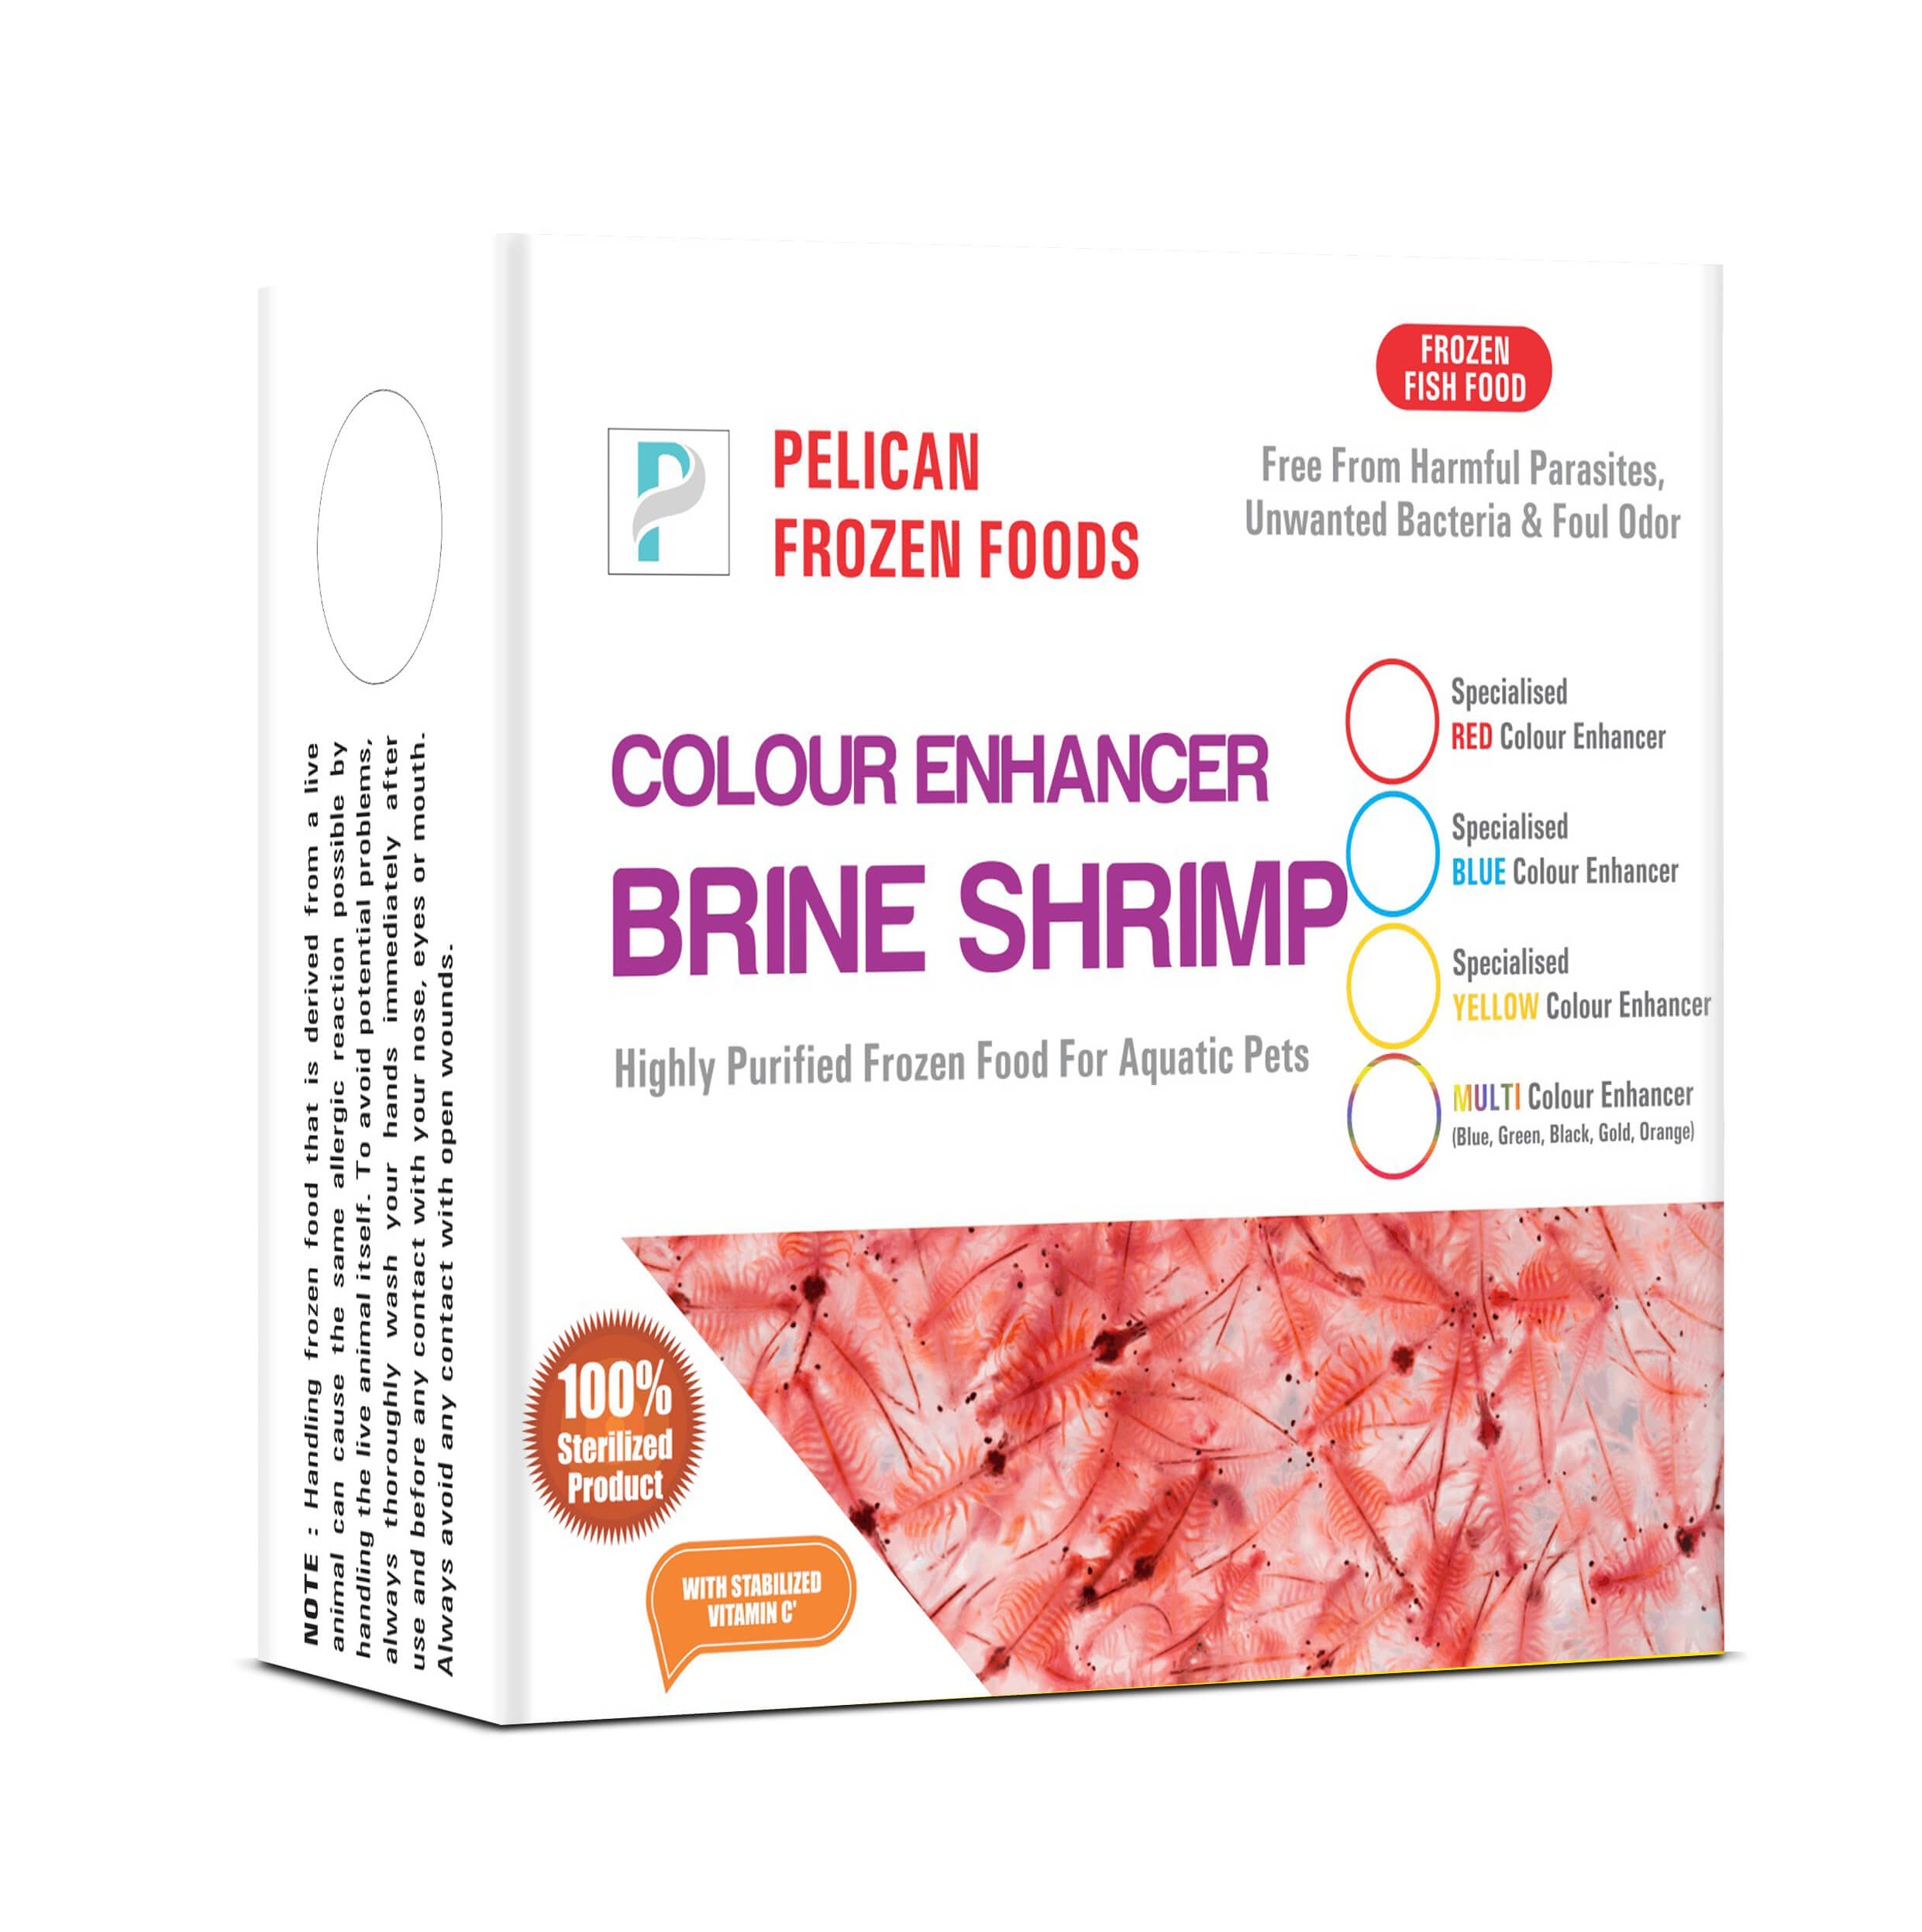 FROZEN
FISH FOOD
Free From Harmful Parasites,
Unwanted Bacteria & Foul Odor
P
PELICAN
FROZEN FOODS
COLOUR ENHANCER
BRINE SHRIMP
Highly Purified Frozen Food For Aquatic Pets
Specialised
RED Colour Enhancer
Specialised
BLUE Colour Enhancer
Specialised
YELLOW Colour Enhancer
MULTI Colour Enhancer
(Blue, Green, Black, Gold, Orange)
100%
Sterilized
Product
WITH STABILIZED
VITAMIN C'
NOTE : Handling frozen food that is derived from a live
animal can cause the same allergic reaction possible by
handling the live animal itself. To avoid potential problems,
always thoroughly wash your hands immediately after
use and before any contact with your nose, eyes or mouth.
Always avoid any contact with open wounds.